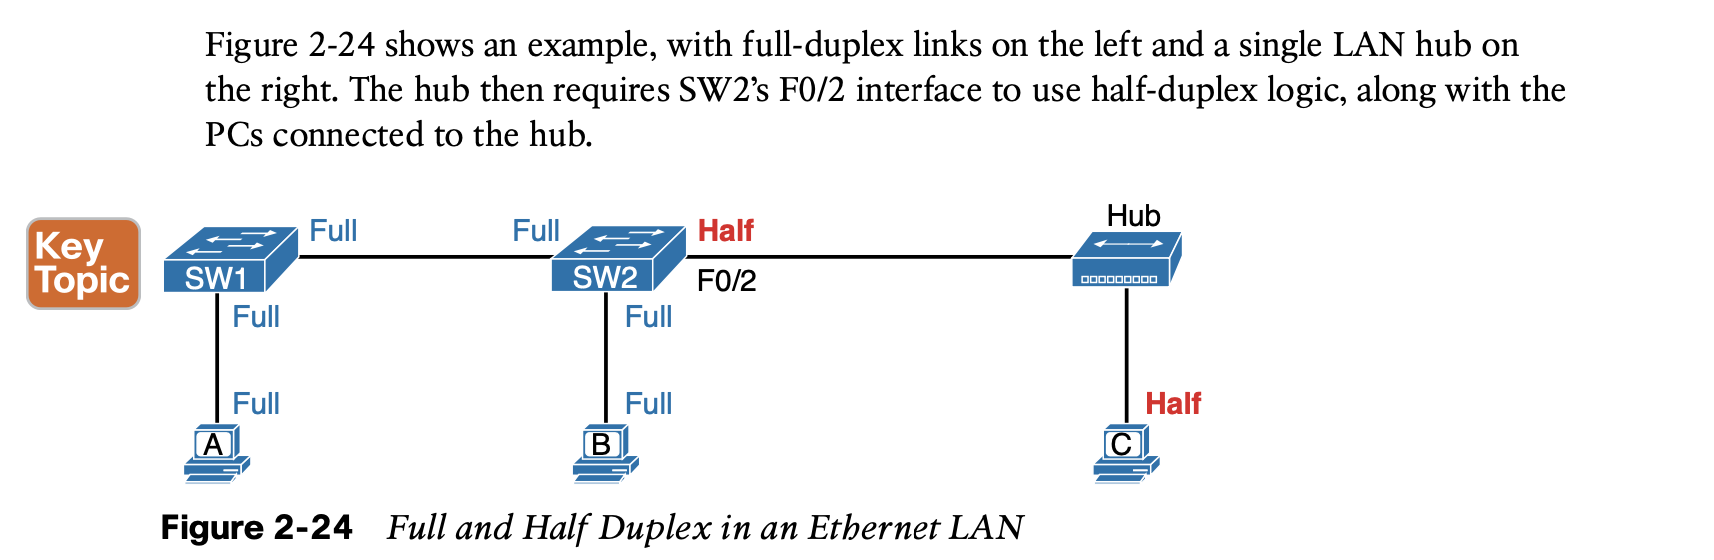 Figure 2-24 shows an example, with full-duplex links on the left and a single LAN hub on
the right. The hub then requires SW2’s F0/2 interface to use half-duplex logic, along with the
PCs connected to the hub.
Key
Topic
Hub
Full
Full
Half
SW1
SW2
F0/2
Full
Full
Full
Full
Half
A
B
C
Figure 2-24 Full and Half Duplex in an Ethernet LAN